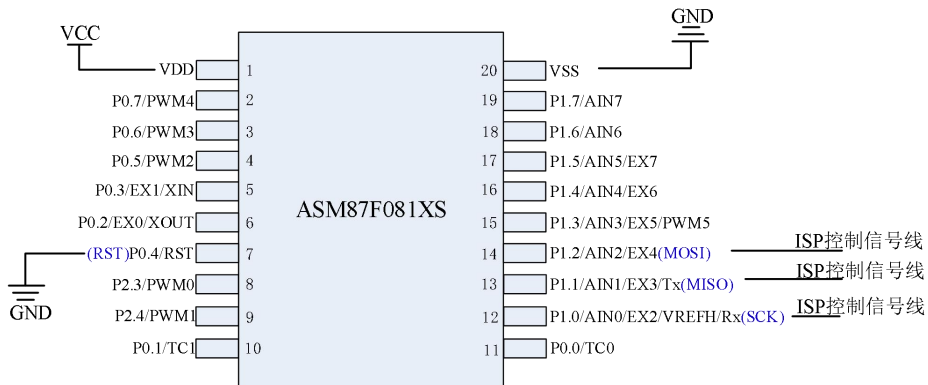 VCC
GND
VDD 1 20 VSS
P0.7/PWM4 2 19 P1.7/AIN7
P0.6/PWM3 3 18 P1.6/AIN6
P0.5/PWM2 4 17 P1.5/AIN5/EX7
P0.3/EX1/XIN 5 16 P1.4/AIN4/EX6
ASM87F081XS
P0.2/EX0/XOUT 6 15 P1.3/AIN3/EX5/PWM5
(RST)P0.4/RST 7 14 P1.2/AIN2/EX4(MOSI) ISP控制信号线
P2.3/PWM0 8 13 P1.1/AIN1/EX3/Tx(MISO) ISP控制信号线
GND
P2.4/PWM1 9 12 P1.0/AIN0/EX2/VREFH/Rx(SCK) ISP控制信号线
P0.1/TC1 10 11 P0.0/TC0